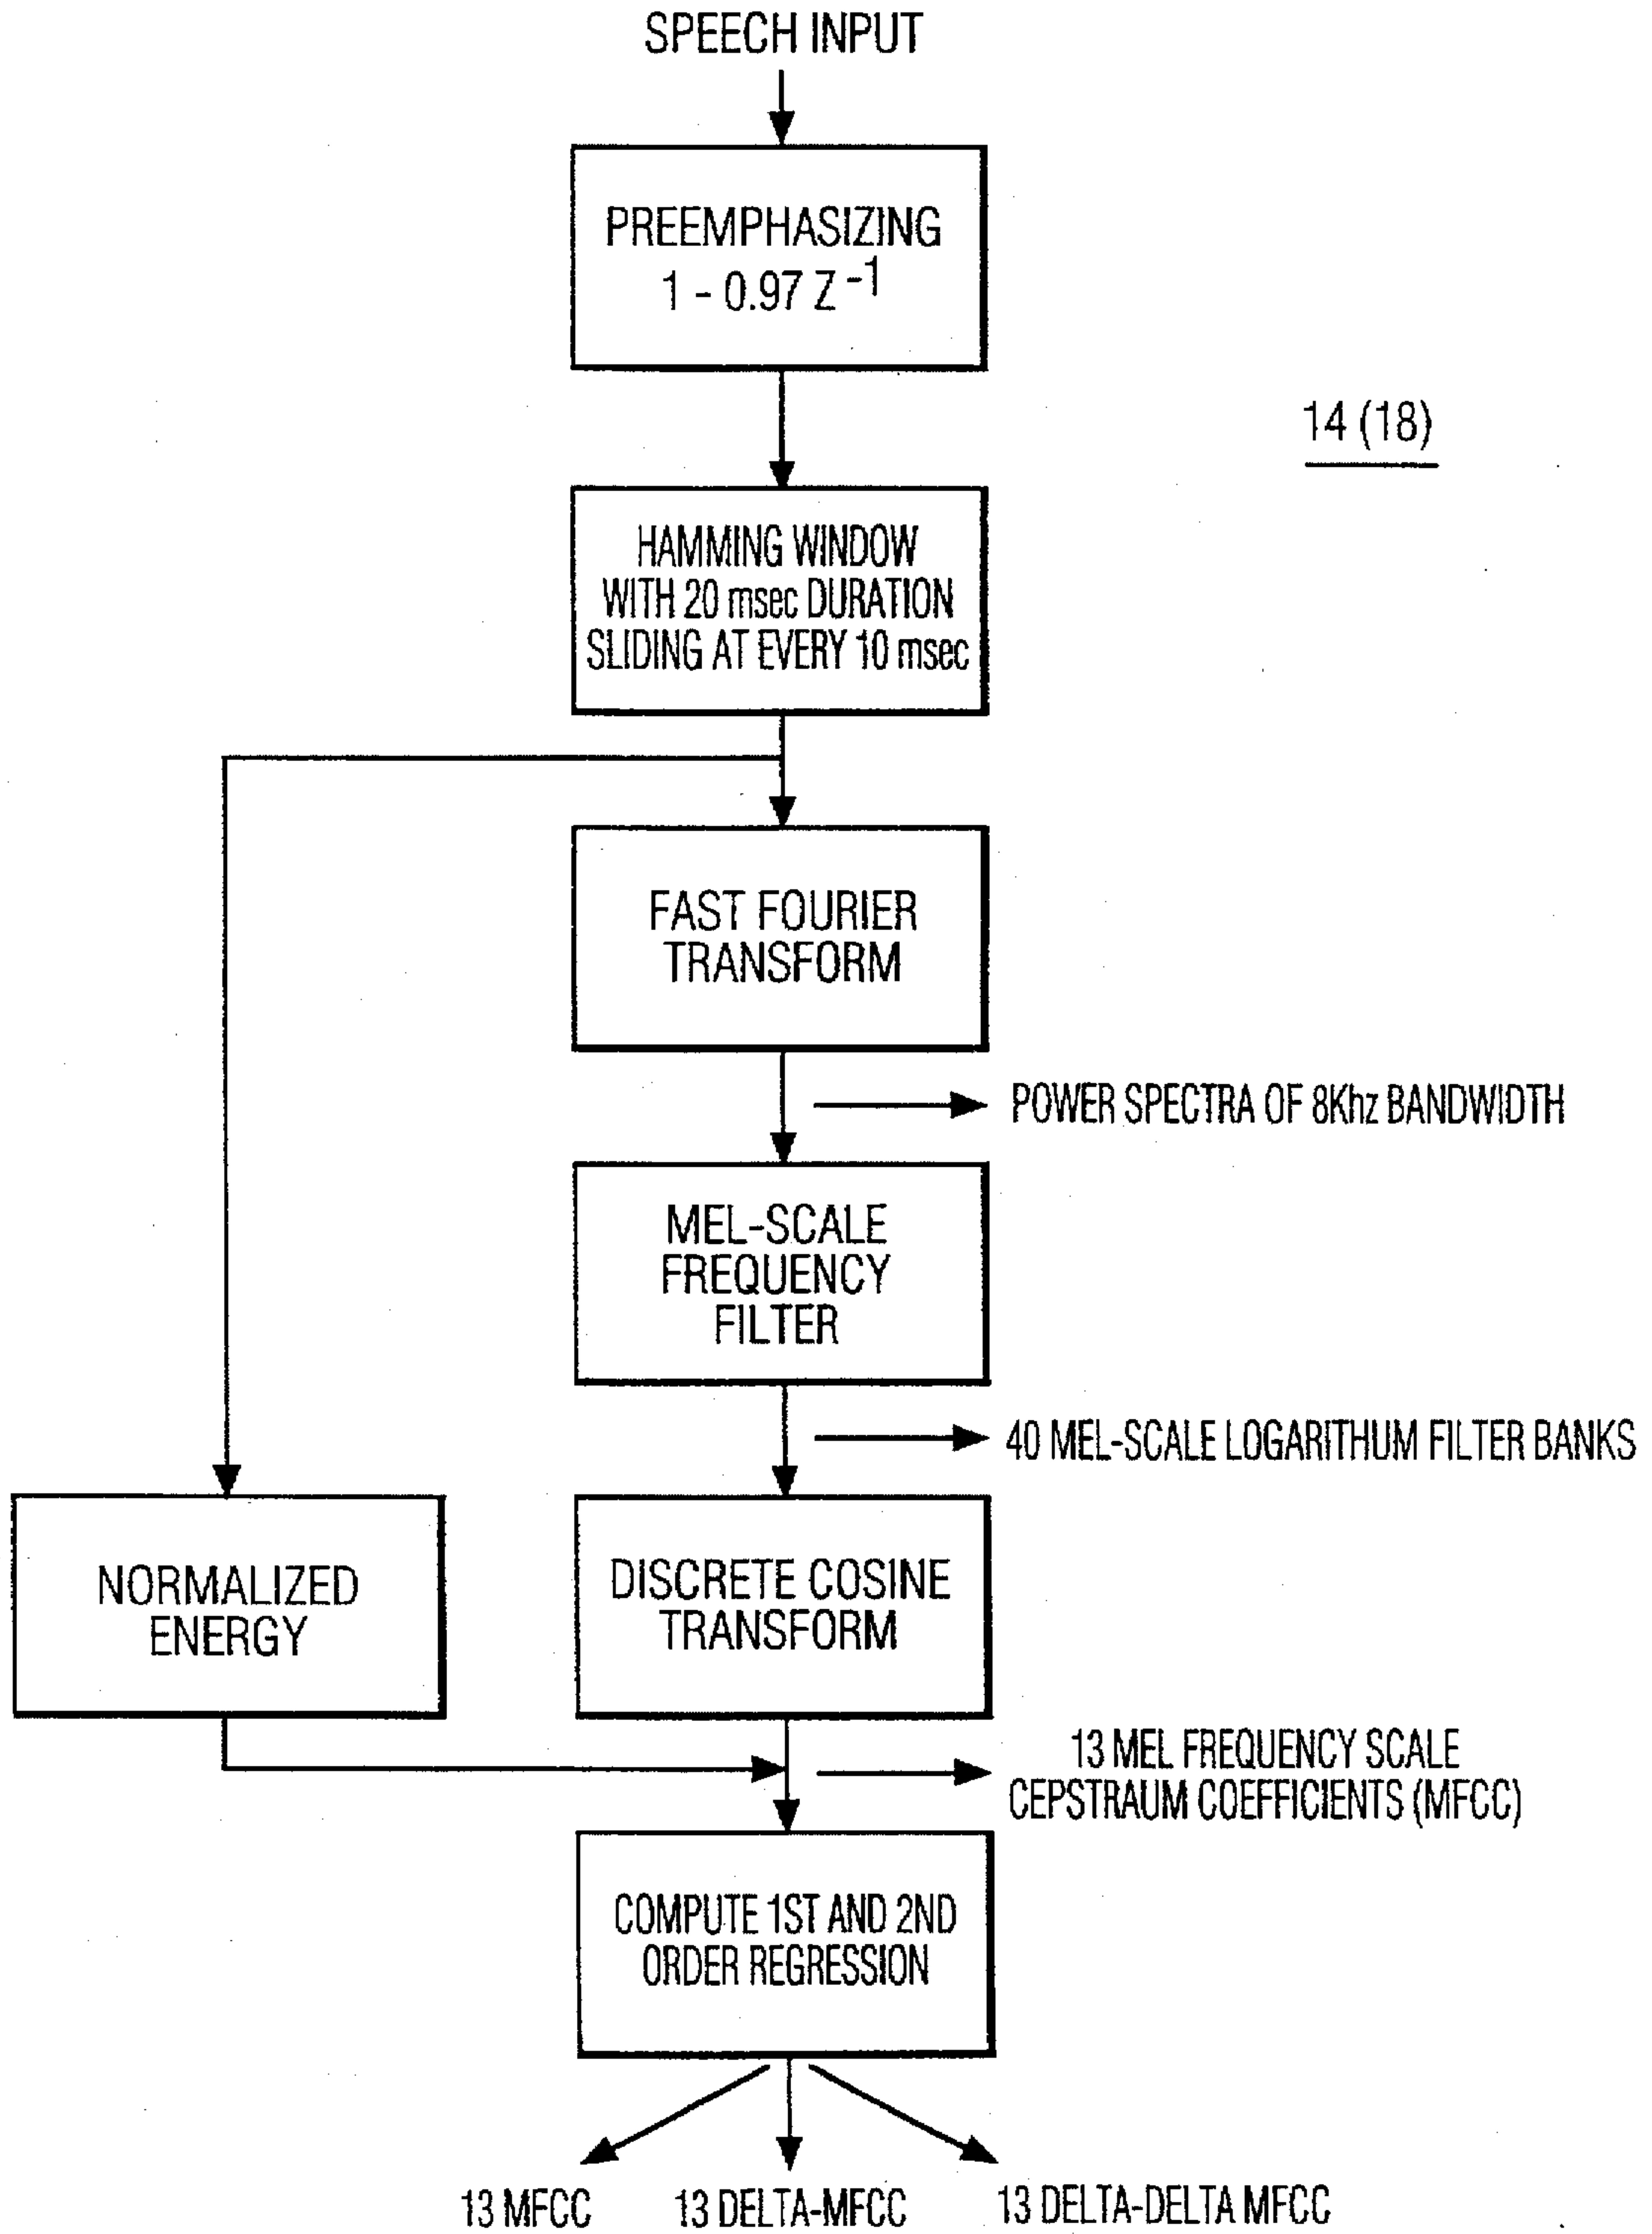 SPEECH INPUT
PREEMPHASIZING
1 - 0.97 Z⁻¹
14 (18)
HAMMING WINDOW
WITH 20 msec DURATION
SLIDING AT EVERY 10 msec
FAST FOURIER
TRANSFORM
POWER SPECTRA OF 8Khz BANDWIDTH
MEL-SCALE
FREQUENCY
FILTER
40 MEL-SCALE LOGARITHUM FILTER BANKS
NORMALIZED
ENERGY
DISCRETE COSINE
TRANSFORM
13 MEL FREQUENCY SCALE
CEPSTRAUM COEFFICIENTS (MFCC)
COMPUTE 1ST AND 2ND
ORDER REGRESSION
13 MFCC
13 DELTA-MFCC
13 DELTA-DELTA MFCC